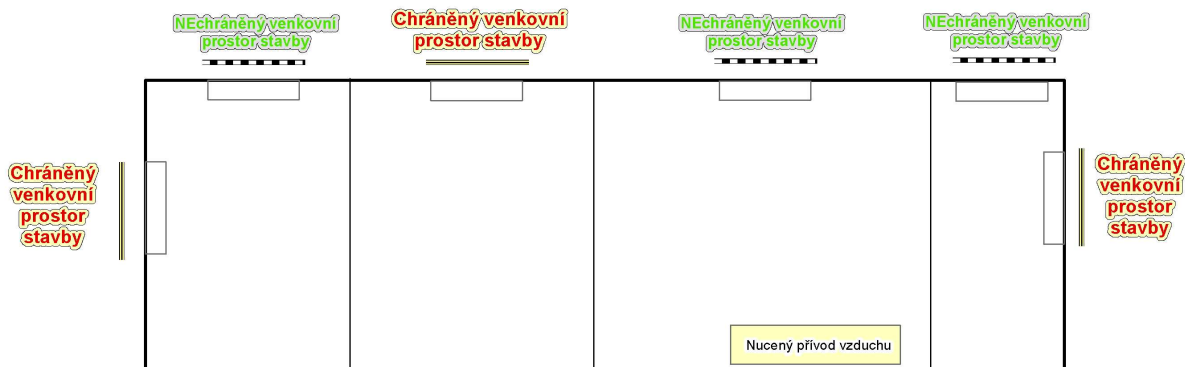 NEchráněný venkovní
prostor stavby
Chráněný venkovní
prostor stavby
NEchráněný venkovní
prostor stavby
NEchráněný venkovní
prostor stavby
Chráněný
venkovní
prostor
stavby
Chráněný
venkovní
prostor
stavby
Nucený přívod vzduchu